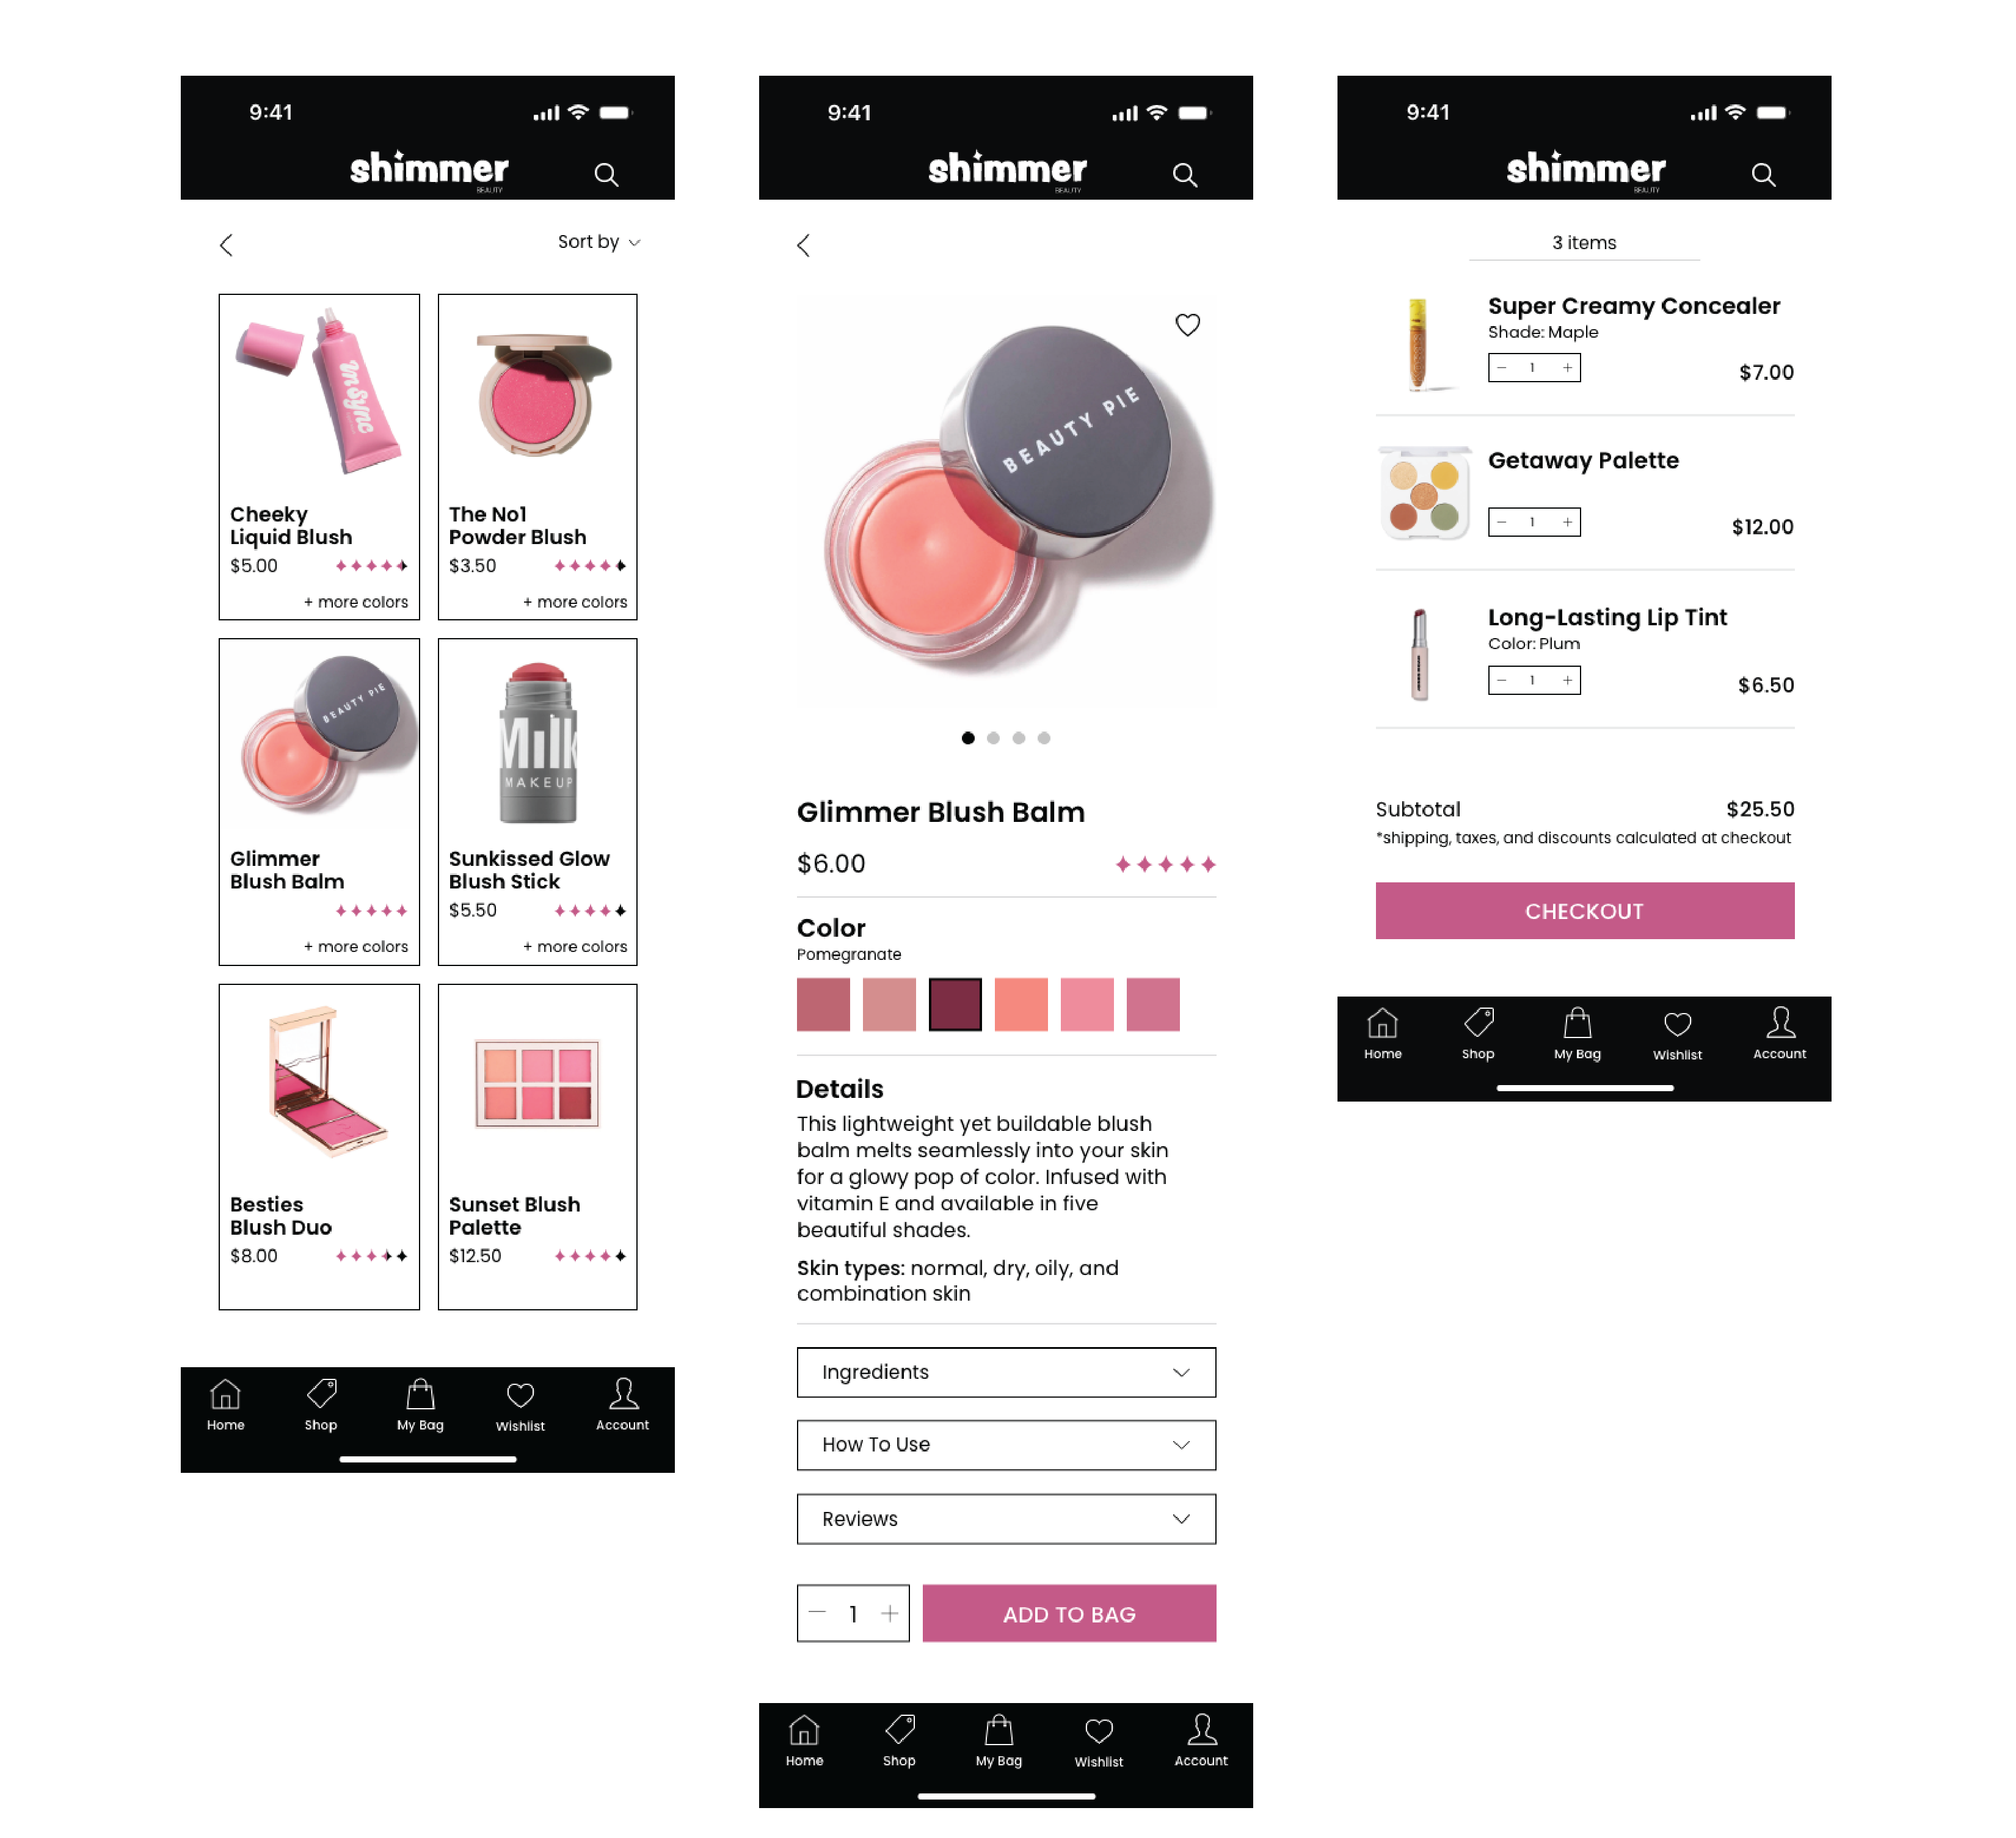 9:41
shimmer
BEAUTY
Sort by
InSync
Cheeky
Liquid Blush
$5.00
+ more colors
The No1
Powder Blush
$3.50
+ more colors
BEAUTY PIE
Glimmer
Blush Balm
+ more colors
Milk
MAKEUP
Sunkissed Glow
Blush Stick
$5.50
+ more colors
Besties
Blush Duo
$8.00
Sunset Blush
Palette
$12.50
Home Shop My Bag Wishlist Account
9:41
shimmer
BEAUTY
BEAUTY PIE
Glimmer Blush Balm
$6.00
Color
Pomegranate
Details
This lightweight yet buildable blush
balm melts seamlessly into your skin
for a glowy pop of color. Infused with
vitamin E and available in five
beautiful shades.
Skin types: normal, dry, oily, and
combination skin
Ingredients
How To Use
Reviews
− 1 + ADD TO BAG
Home Shop My Bag Wishlist Account
9:41
shimmer
BEAUTY
3 items
Super Creamy Concealer
Shade: Maple
− 1 +
$7.00
Getaway Palette
− 1 +
$12.00
Long-Lasting Lip Tint
Color: Plum
− 1 +
$6.50
Subtotal $25.50
*shipping, taxes, and discounts calculated at checkout
CHECKOUT
Home Shop My Bag Wishlist Account